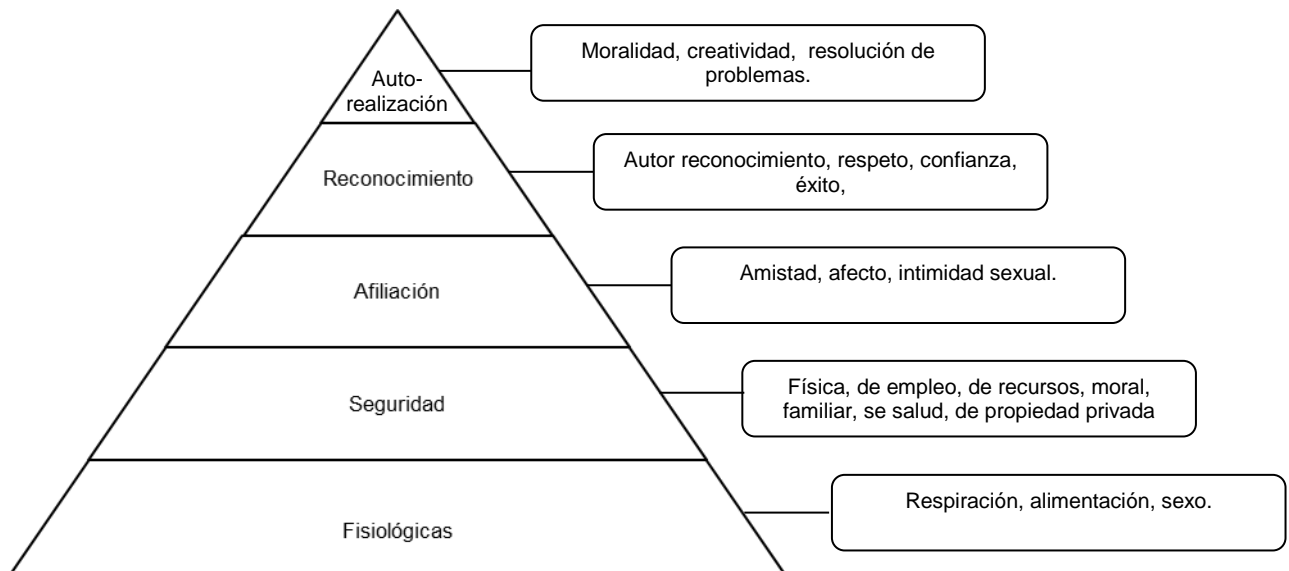 Auto-
realización
Moralidad, creatividad,  resolución de
problemas.
Reconocimiento
Autor reconocimiento, respeto, confianza,
éxito,
Afiliación
Amistad, afecto, intimidad sexual.
Seguridad
Física, de empleo, de recursos, moral,
familiar, se salud, de propiedad privada
Fisiológicas
Respiración, alimentación, sexo.